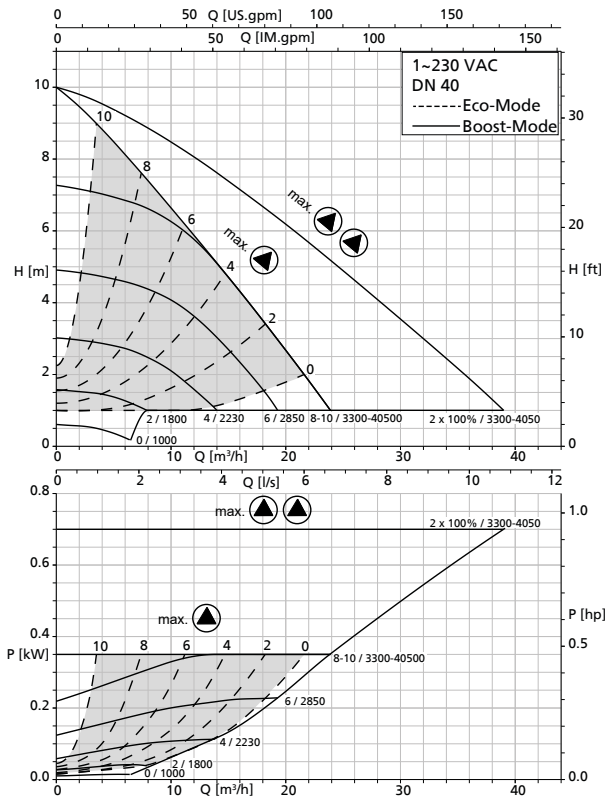 Q [US.gpm]
0 50 100 150
Q [IM.gpm]
0 50 100 150
1~230 VAC
DN 40
Eco-Mode
Boost-Mode
10
8
6
4
2
0
H [m]
30
20
10
0
H [ft]
10
8
6
4
2
0
max.
max.
2 / 1800
4 / 2230
6 / 2850
8-10 / 3300-40500
2 x 100% / 3300-4050
0 / 1000
0 10 20 30 40
Q [m³/h]
0 2 4 6 8 10 12
Q [l/s]
0.8
0.6
0.4
0.2
0.0
P [kW]
1.0
0.5
0.0
P [hp]
max.
2 x 100% / 3300-4050
max.
10 8 6 4 2 0
8-10 / 3300-40500
6 / 2850
4 / 2230
2 / 1800
0 / 1000
0 10 20 30 40
Q [m³/h]